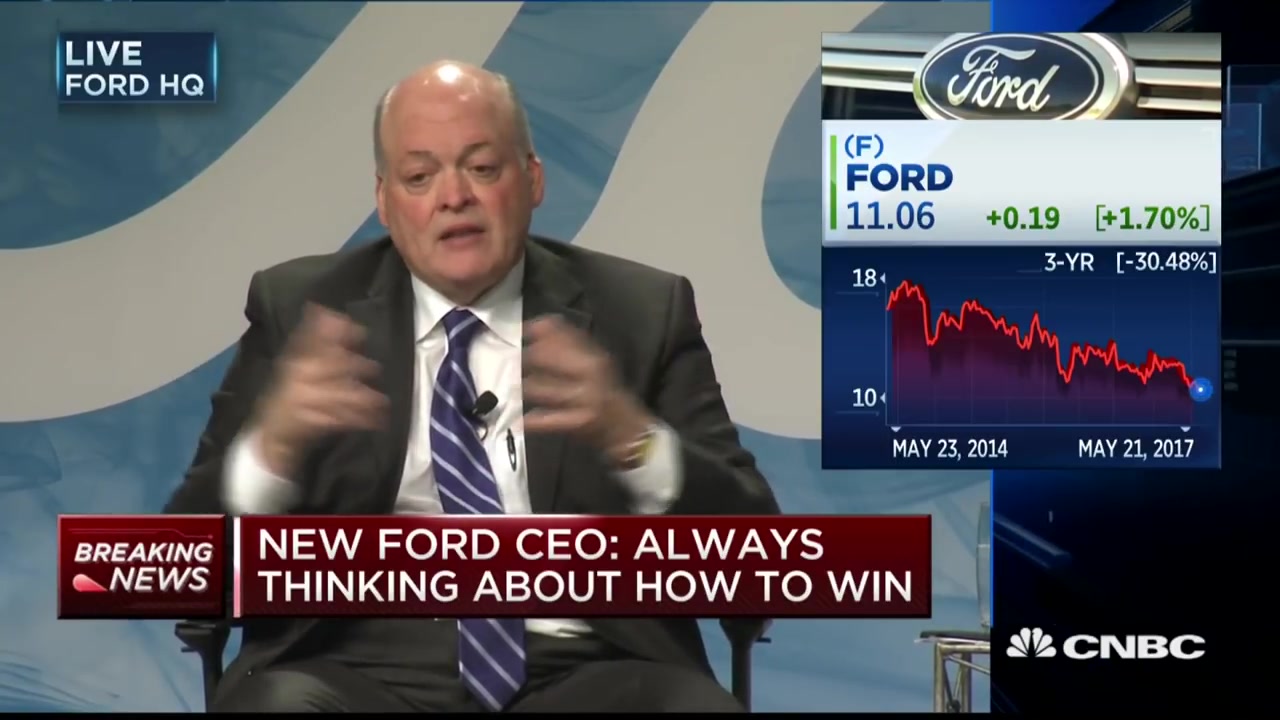 LIVE
FORD HQ
Ford
(F)
FORD
11.06 +0.19 [+1.70%]
3-YR [-30.48%]
18
10
MAY 23, 2014 MAY 21, 2017
BREAKING
NEWS
NEW FORD CEO: ALWAYS
THINKING ABOUT HOW TO WIN
CNBC